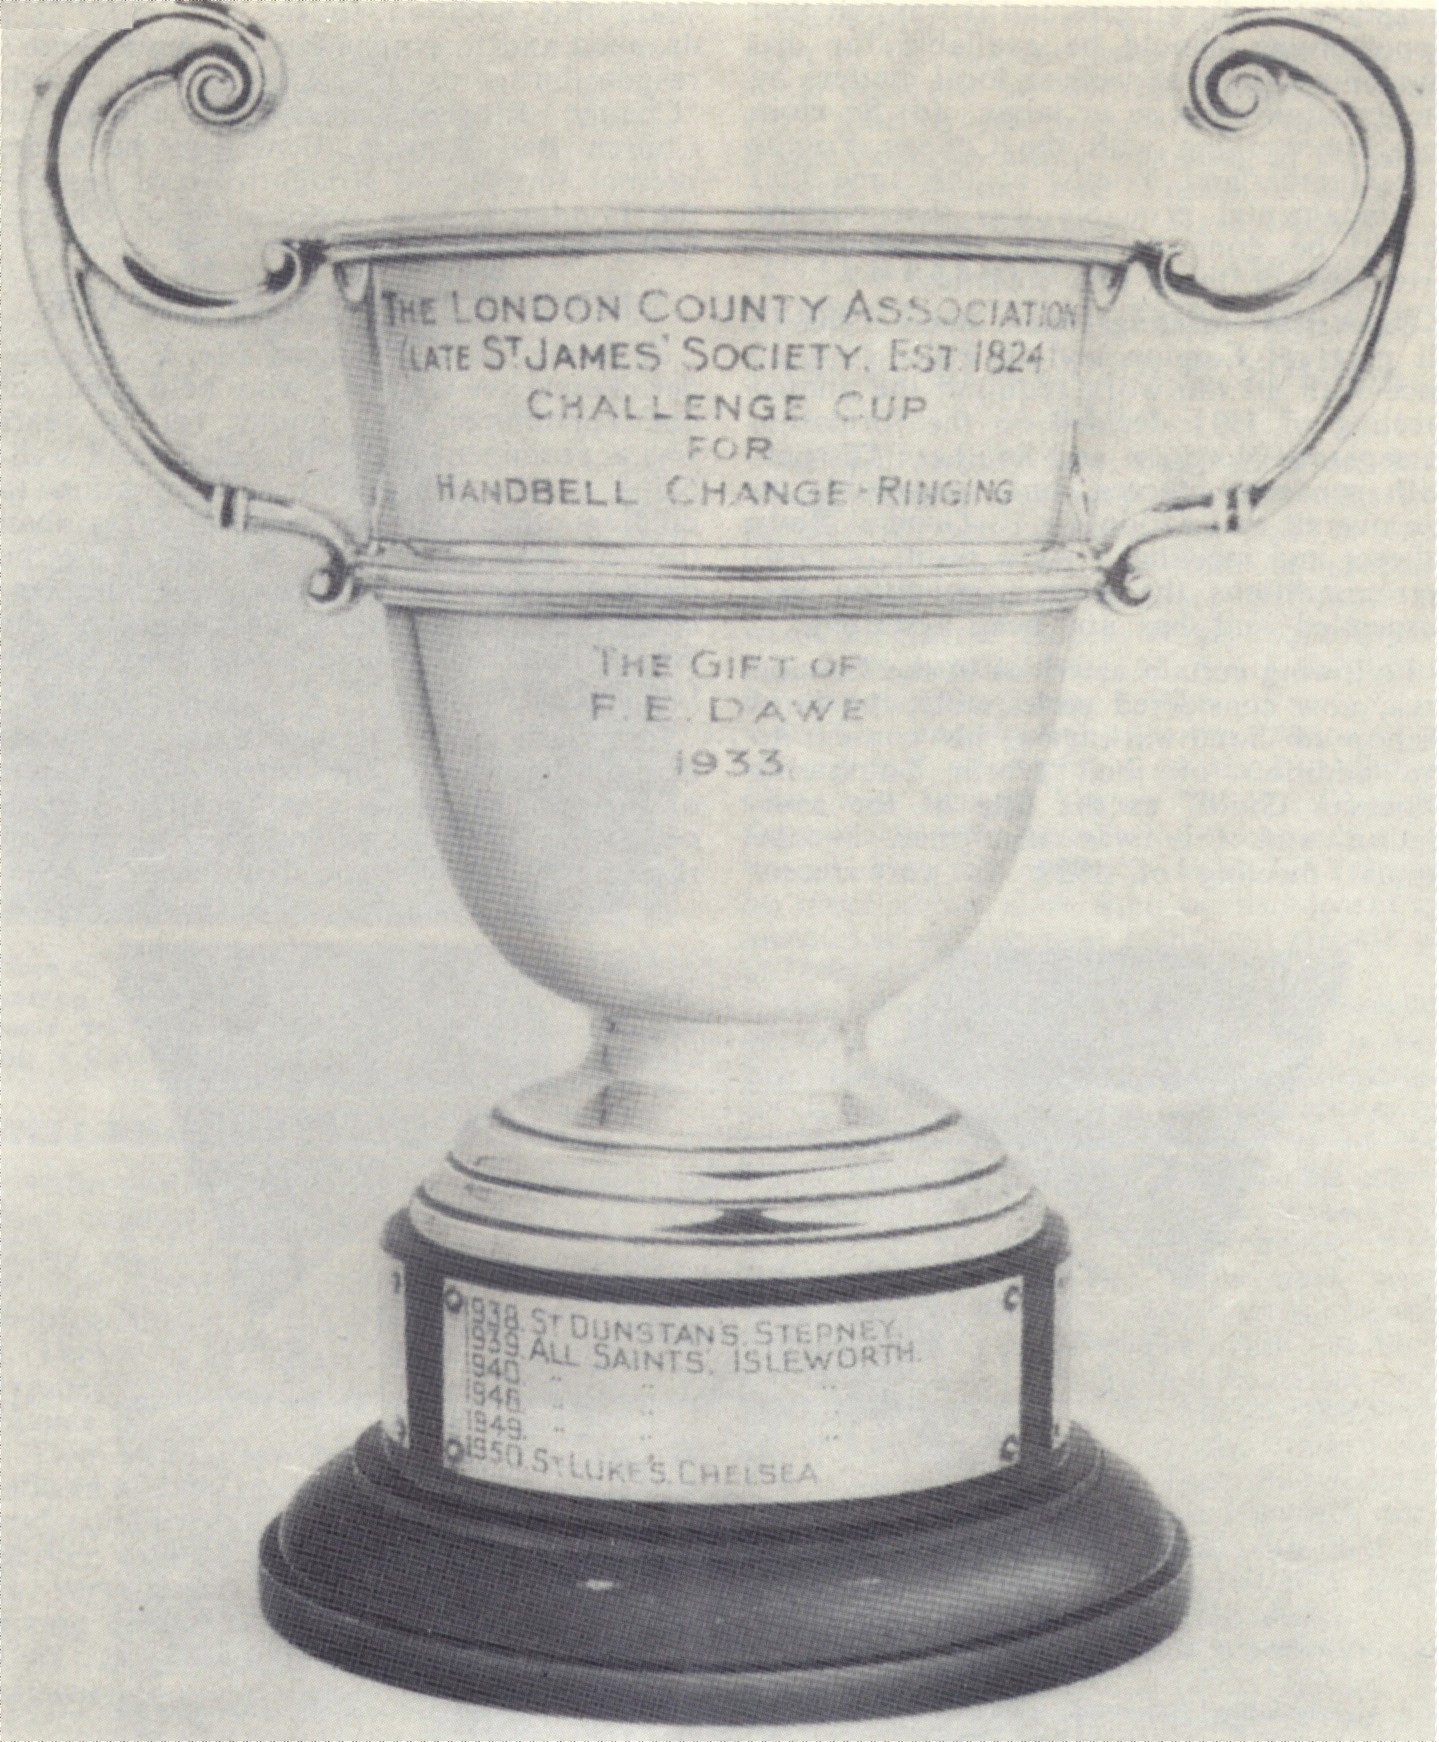 THE LONDON COUNTY ASSOCIATION
(LATE ST JAMES' SOCIETY. EST 1824
CHALLENGE CUP
FOR
HANDBELL CHANGE-RINGING
THE GIFT OF
F. E. DAWE
1933
1938. ST DUNSTAN'S. STEPNEY.
1939. ALL SAINTS'. ISLEWORTH.
1940. " " "
1948. " " "
1949. " " "
1950. ST LUKE'S. CHELSEA